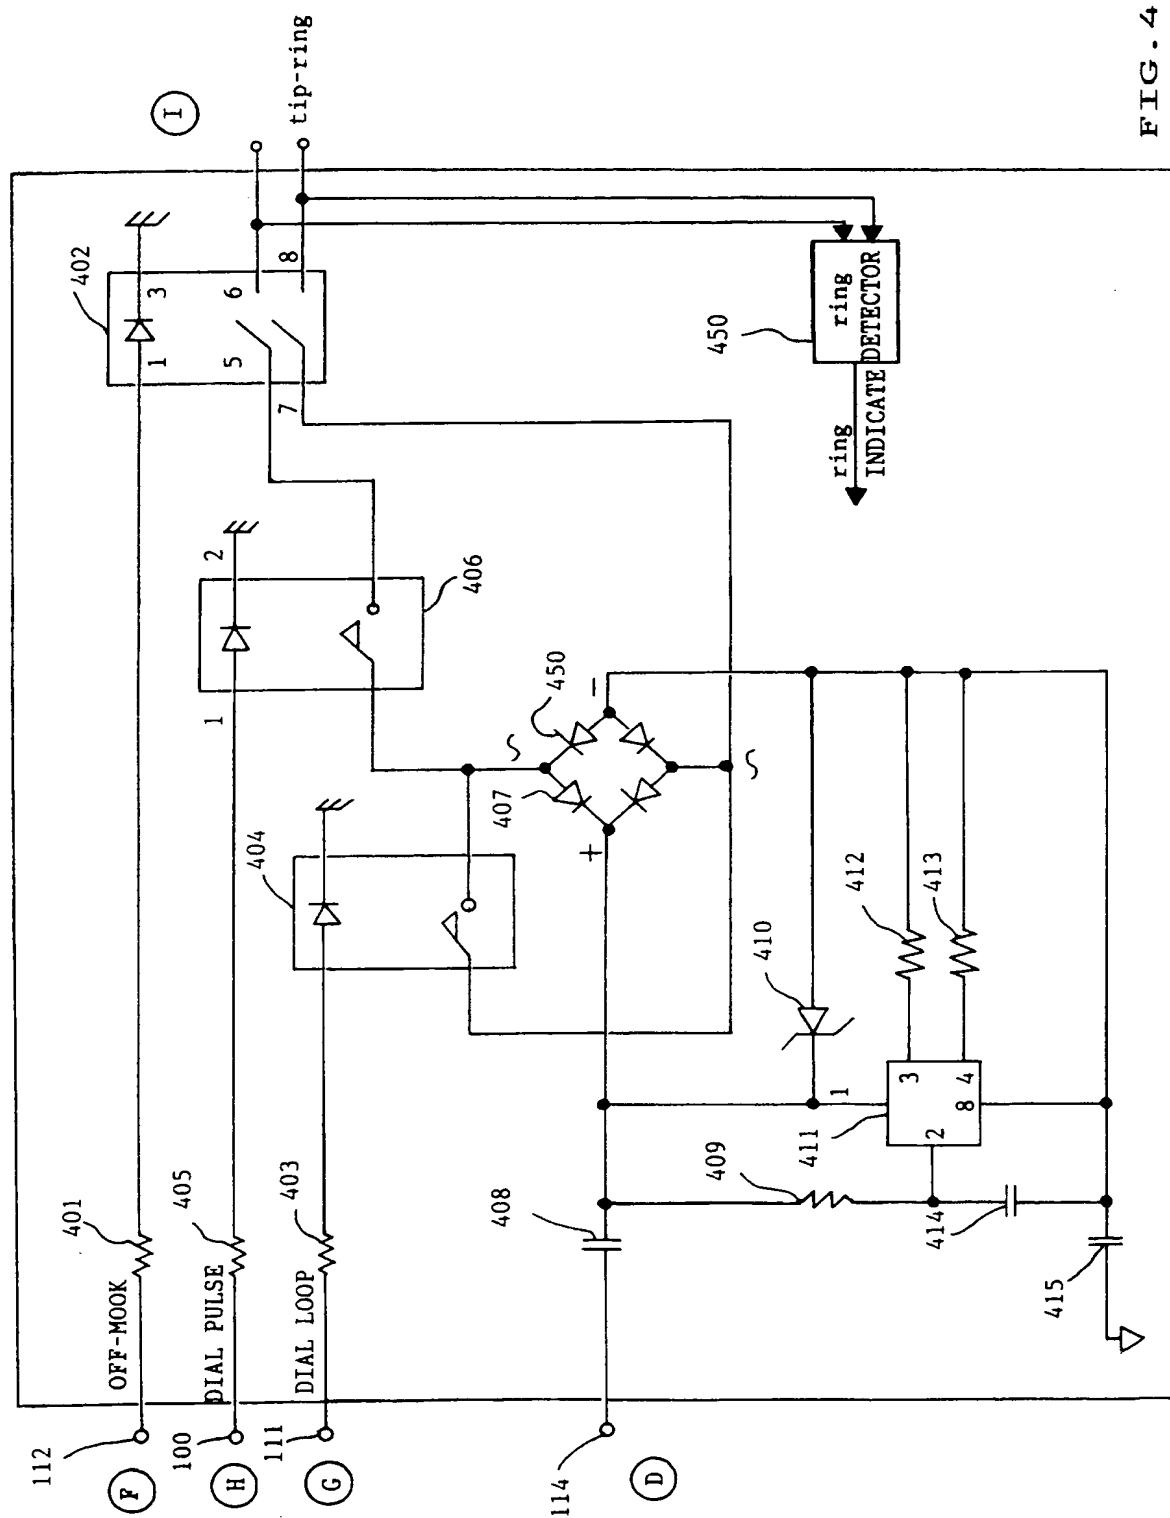 FIG. 4
I
tip-ring
402
1
3
5
6
7
8
450
ring
DETECTOR
ring
INDICATE
1
2
406
404
407
450
+
−
∽
∽
401
OFF-MOOK
112
F
405
DIAL PULSE
100
H
403
DIAL LOOP
111
G
408
114
D
409
410
411
1
2
3
4
8
412
413
414
415